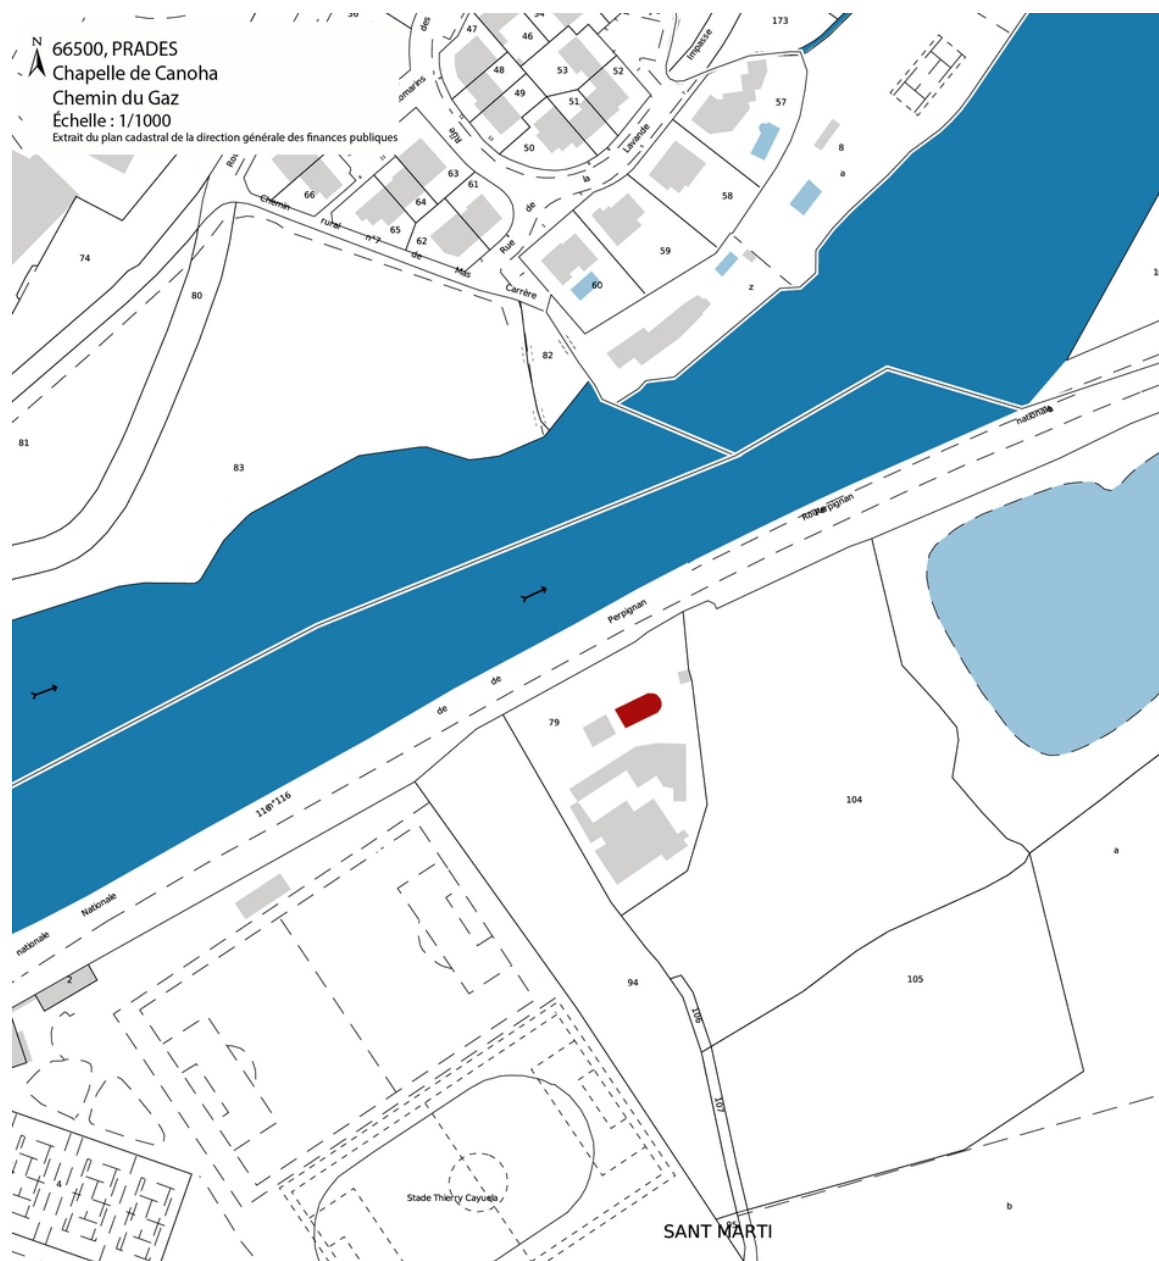 N
66500, PRADES
Chapelle de Canoha
Chemin du Gaz
Échelle : 1/1000
Extrait du plan cadastral de la direction générale des finances publiques
des
47
46
173
Impasse
48
53
52
49
51
57
Rue
50
Lavande
8
63
la
a
61
66
64
58
de
Chemin
rural
n°7
65
62
de
Rue
59
74
Mas
Carrère
60
z
80
82
81
83
nationale
Perpignan
Perpignan
de
de
79
n°116
104
a
Nationale
nationale
2
94
105
106
107
4
Stade Thierry Cayuela
b
95
SANT MARTI